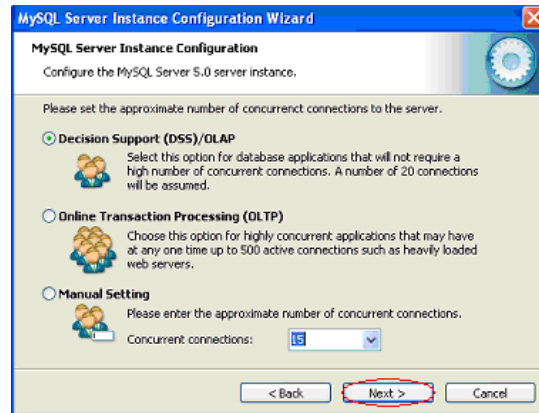 MySQL Server Instance Configuration Wizard
MySQL Server Instance Configuration
Configure the MySQL Server 5.0 server instance.
Please set the approximate number of concurrenct connections to the server.
Decision Support (DSS)/OLAP
Select this option for database applications that will not require a
high number of concurrent connections. A number of 20 connections
will be assumed.
Online Transaction Processing (OLTP)
Choose this option for highly concurrent applications that may have
at any one time up to 500 active connections such as heavily loaded
web servers.
Manual Setting
Please enter the approximate number of concurrent connections.
Concurrent connections: 15
< Back Next > Cancel